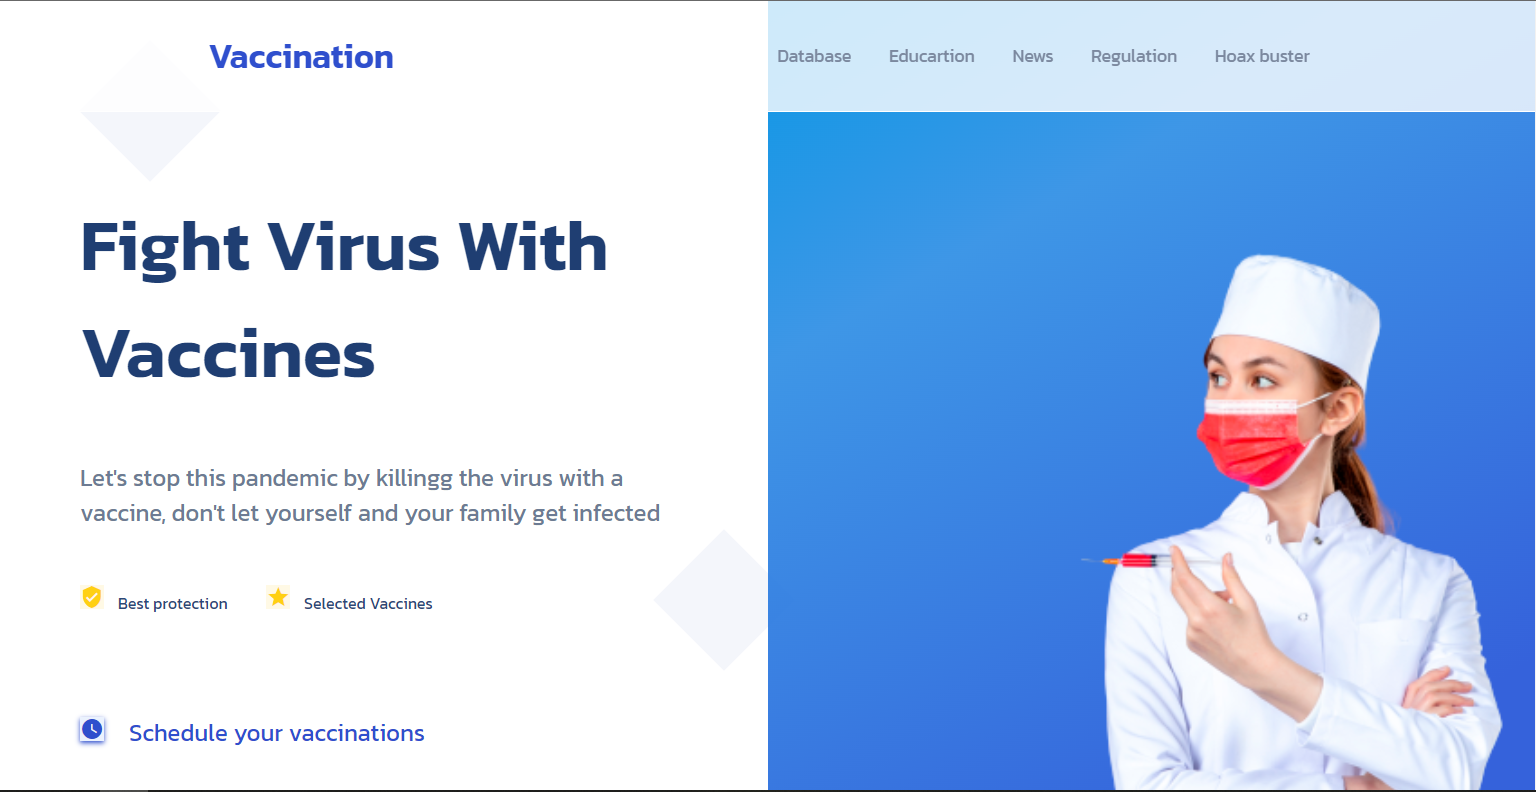 Vaccination
Database Educartion News Regulation Hoax buster
Fight Virus With
Vaccines
Let's stop this pandemic by killingg the virus with a
vaccine, don't let yourself and your family get infected
Best protection Selected Vaccines
Schedule your vaccinations